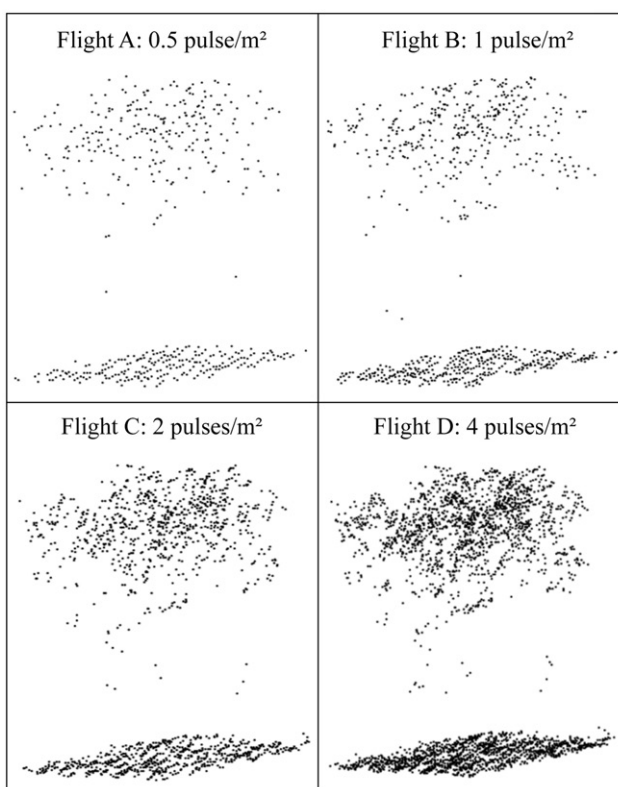 Flight A: 0.5 pulse/m²
Flight B: 1 pulse/m²
Flight C: 2 pulses/m²
Flight D: 4 pulses/m²